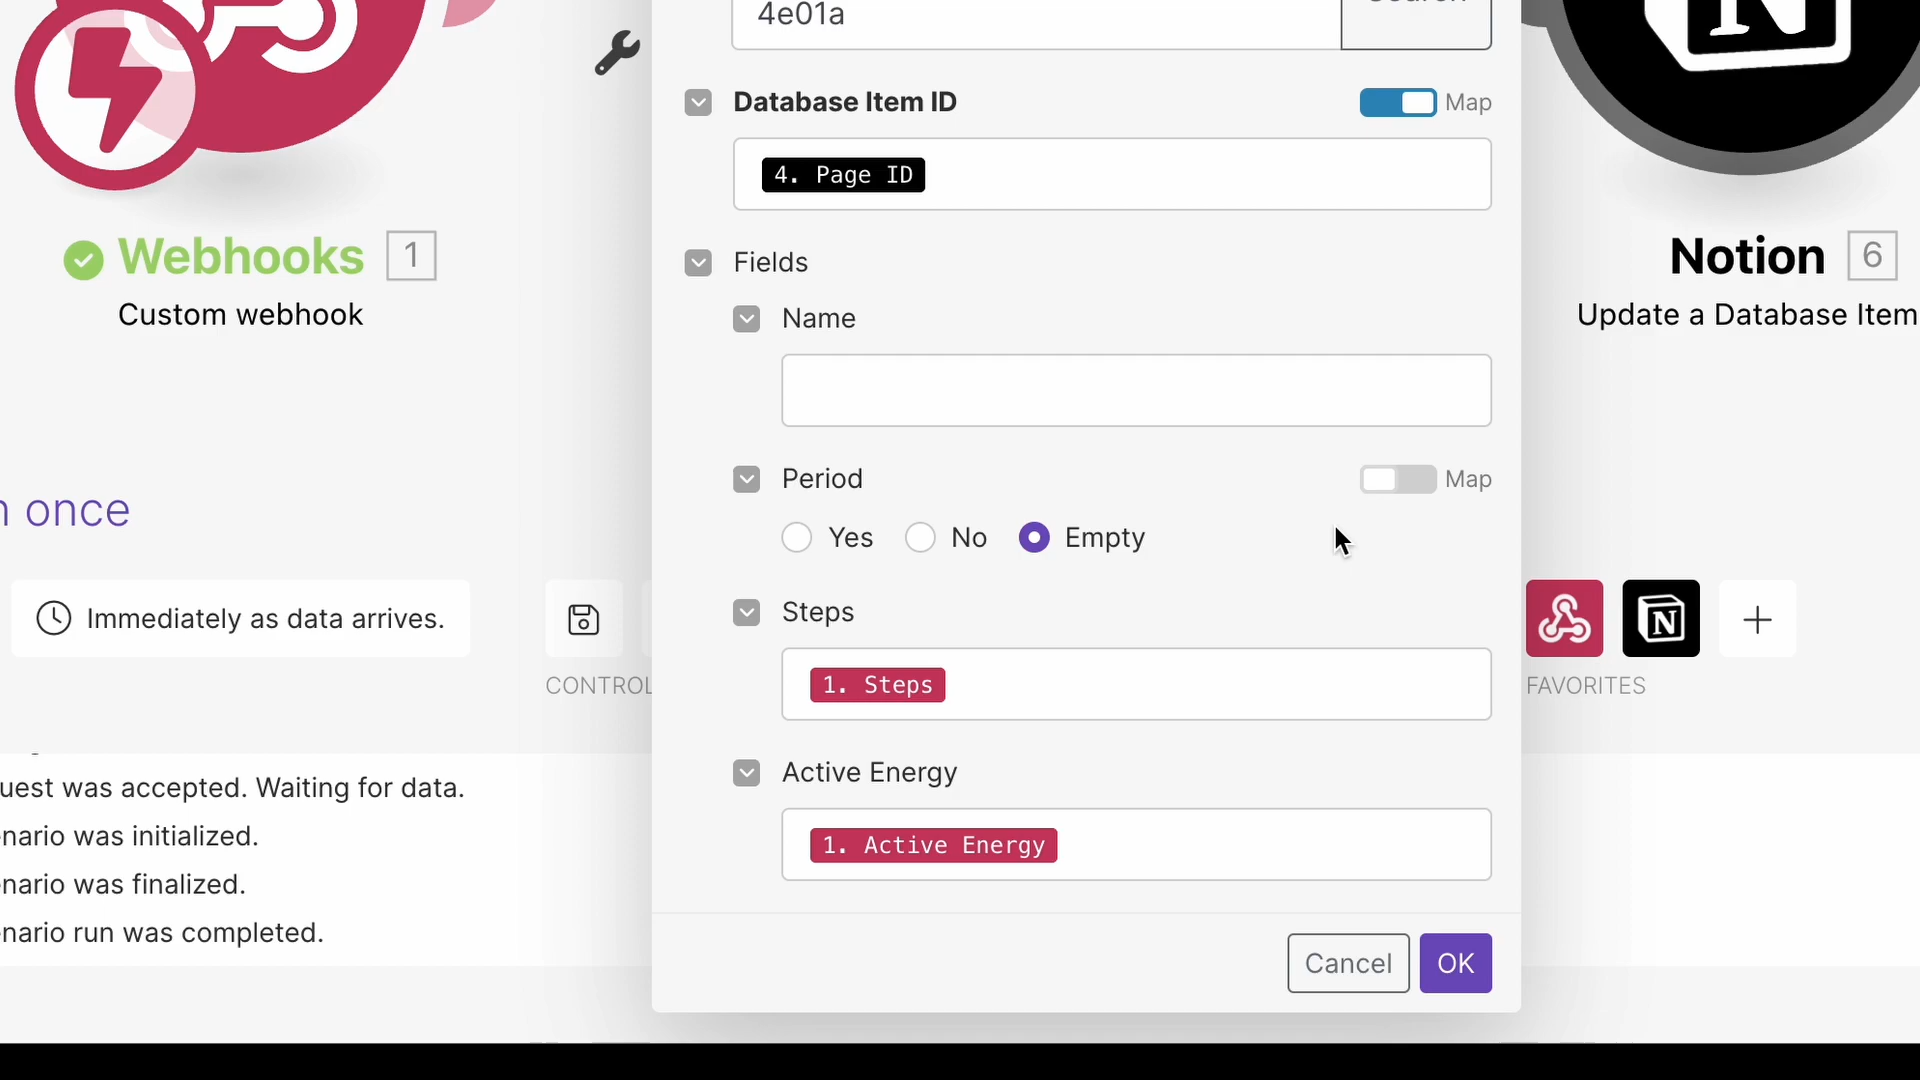 4e01a
Search
Database Item ID
Map
4. Page ID
Fields
Name
Period
Map
Yes
No
Empty
Steps
1. Steps
Active Energy
1. Active Energy
Cancel
OK
Webhooks
1
Custom webhook
once
Immediately as data arrives.
CONTROL
uest was accepted. Waiting for data.
nario was initialized.
nario was finalized.
nario run was completed.
N
Notion
6
Update a Database Item
N
FAVORITES